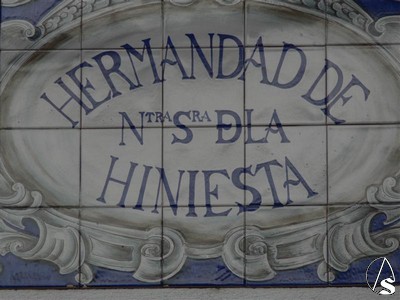 HERMANDAD DE
NTRA SRA DLA
HINIESTA